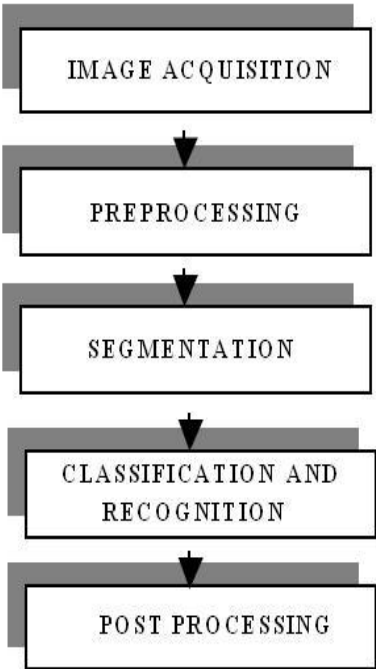 IMAGE ACQUISITION
PREPROCESSING
SEGMENTATION
CLASSIFICATION AND
RECOGNITION
POST PROCESSING